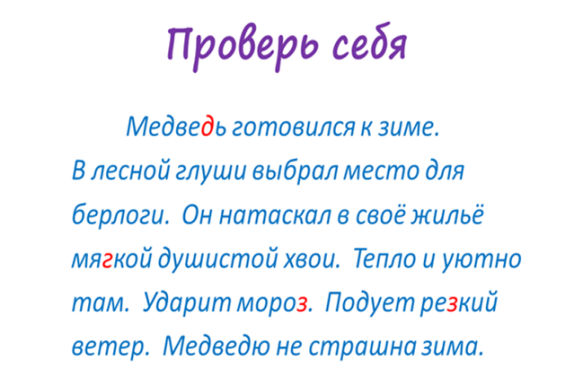 Проверь себя
Медведь готовился к зиме.
В лесной глуши выбрал место для
берлоги. Он натаскал в своё жильё
мягкой душистой хвои. Тепло и уютно
там. Ударит мороз. Подует резкий
ветер. Медведю не страшна зима.